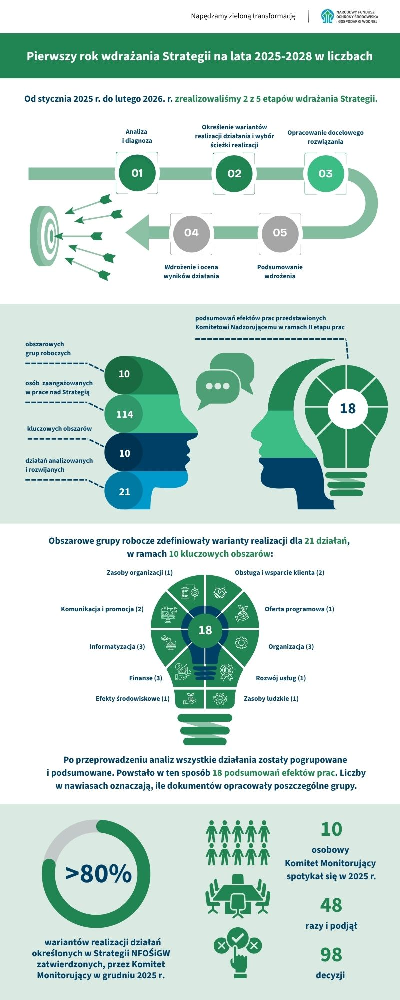 Napędzamy zieloną transformację
NARODOWY FUNDUSZ
OCHRONY ŚRODOWISKA
i GOSPODARKI WODNEJ
Pierwszy rok wdrażania Strategii na lata 2025-2028 w liczbach
Od stycznia 2025 r. do lutego 2026. r. zrealizowaliśmy 2 z 5 etapów wdrażania Strategii.
Analiza
i diagnoza
01
Określenie wariantów
realizacji działania i wybór
ścieżki realizacji
02
Opracowanie docelowego
rozwiązania
03
04
Wdrożenie i ocena
wyników działania
05
Podsumowanie
wdrożenia
podsumowań efektów prac przedstawionych
Komitetowi Nadzorującemu w ramach II etapu prac
18
obszarowych
grup roboczych
10
osób zaangażowanych
w prace nad Strategią
114
kluczowych obszarów
10
działań analizowanych
i rozwijanych
21
Obszarowe grupy robocze zdefiniowały warianty realizacji dla 21 działań,
w ramach 10 kluczowych obszarów:
Zasoby organizacji (1)
Obsługa i wsparcie klienta (2)
Komunikacja i promocja (2)
Oferta programowa (1)
18
Informatyzacja (3)
Organizacja (3)
Finanse (3)
Rozwój usług (1)
Efekty środowiskowe (1)
Zasoby ludzkie (1)
Po przeprowadzeniu analiz wszystkie działania zostały pogrupowane
i podsumowane. Powstało w ten sposób 18 podsumowań efektów prac. Liczby
w nawiasach oznaczają, ile dokumentów opracowały poszczególne grupy.
>80%
wariantów realizacji działań
określonych w Strategii NFOŚiGW
zatwierdzonych, przez Komitet
Monitorujący w grudniu 2025 r.
10
osobowy
Komitet Monitorujący
spotykał się w 2025 r.
48
razy i podjął
98
decyzji